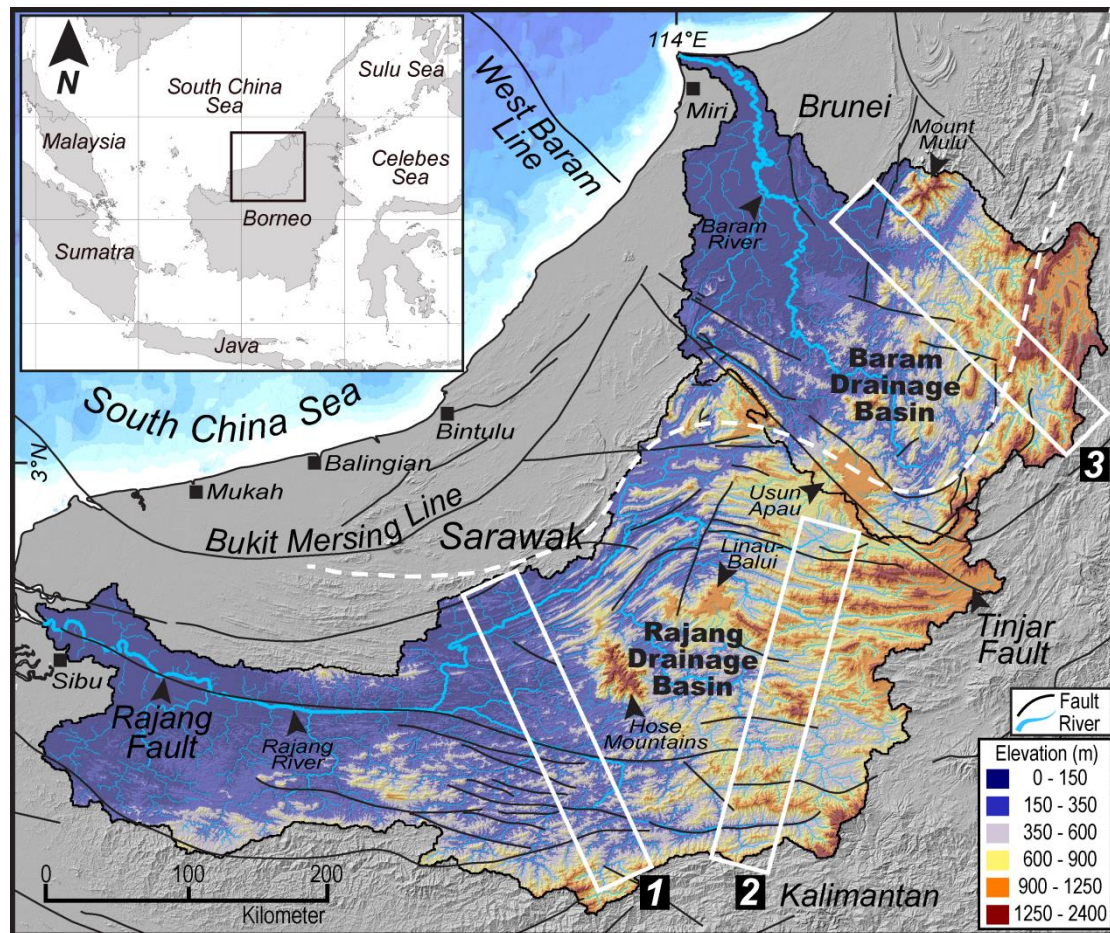 N
South China
Sea
Sulu Sea
Malaysia
Celebes
Sea
Borneo
Sumatra
Java
114°E
West Baram
Line
Miri
Brunei
Mount
Mulu
Baram
River
Baram
Drainage
Basin
3
South China Sea
Bintulu
Balingian
3°N
Mukah
Bukit Mersing Line
Sarawak
Usun
Apau
Linau-
Balui
Rajang
Drainage
Basin
Tinjar
Fault
Sibu
Rajang
Fault
Rajang
River
Hose
Mountains
Fault
River
Elevation (m)
0 - 150
150 - 350
350 - 600
600 - 900
900 - 1250
1250 - 2400
0 100 200
Kilometer
1
2
Kalimantan